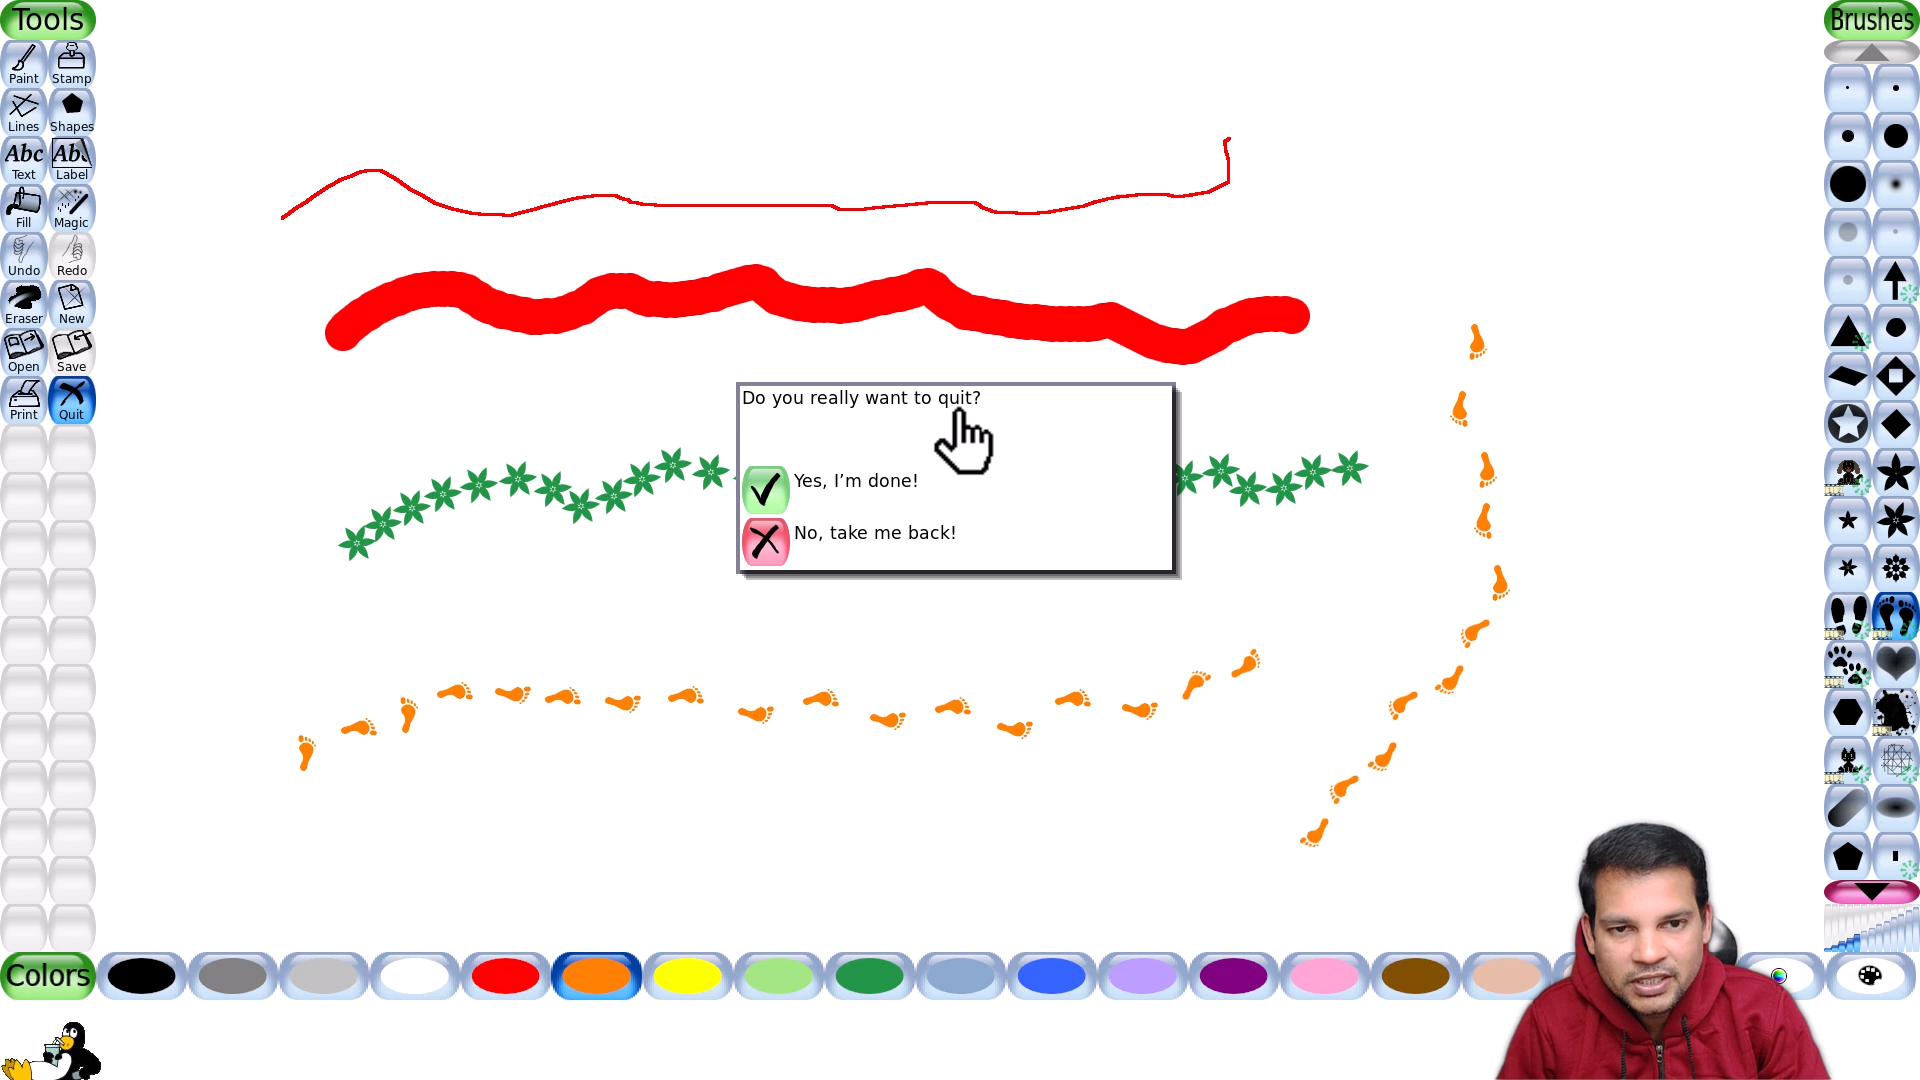 Tools
Brushes
Paint
Stamp
Lines
Shapes
Abc
Text
Abc
Label
Fill
Magic
Undo
Redo
Eraser
New
Open
Save
Print
Quit
Do you really want to quit?
Yes, I’m done!
No, take me back!
Colors